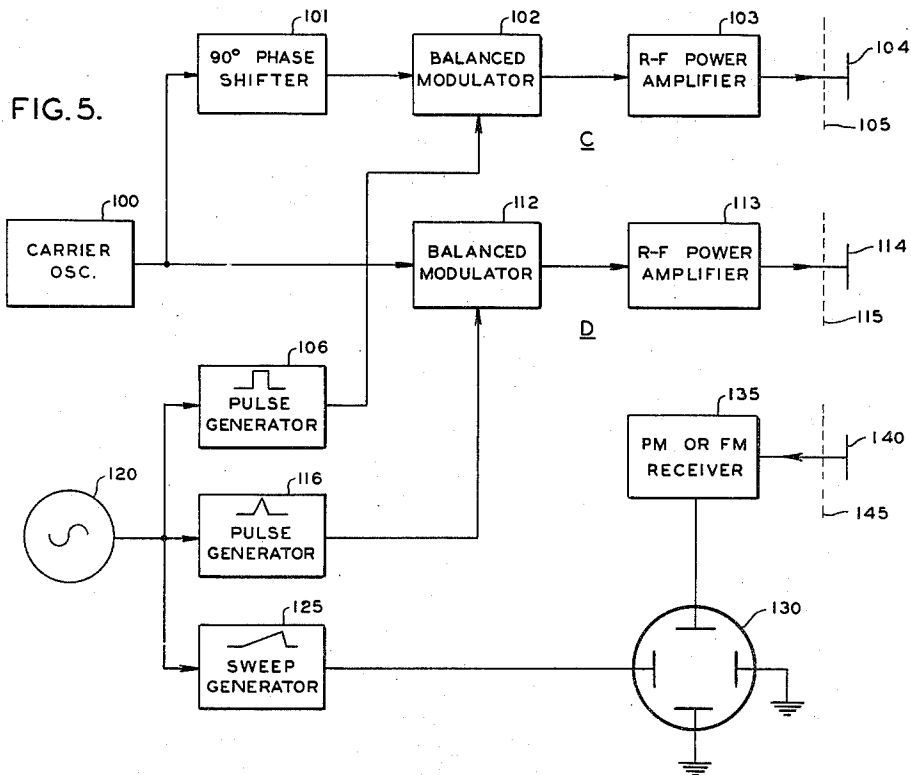 FIG. 5.
101
90° PHASE
SHIFTER
102
BALANCED
MODULATOR
103
R-F POWER
AMPLIFIER
104
105
C
100
CARRIER
OSC.
112
BALANCED
MODULATOR
113
R-F POWER
AMPLIFIER
114
115
D
106
PULSE
GENERATOR
135
PM OR FM
RECEIVER
140
145
120
116
PULSE
GENERATOR
125
SWEEP
GENERATOR
130